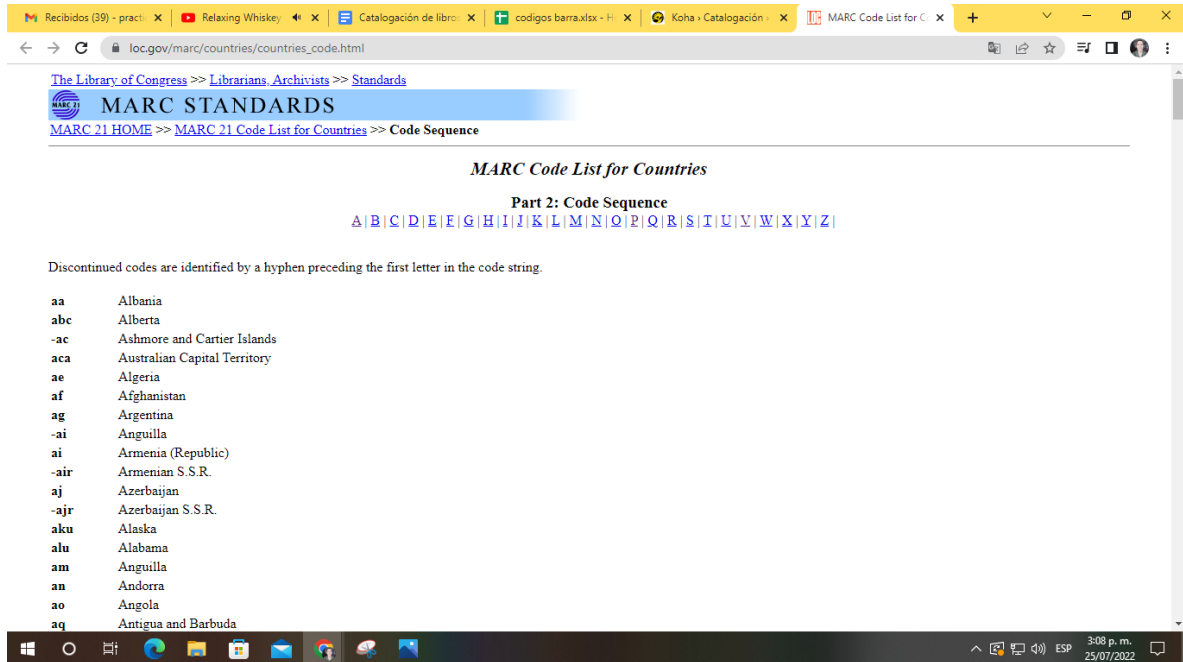 Recibidos (39) - practi
Relaxing Whiskey
Catalogación de libro
codigos barra.xlsx - H
Koha › Catalogación ›
MARC Code List for C
loc.gov/marc/countries/countries_code.html
The Library of Congress >> Librarians, Archivists >> Standards
MARC 21 MARC STANDARDS
MARC 21 HOME >> MARC 21 Code List for Countries >> Code Sequence
MARC Code List for Countries
Part 2: Code Sequence
A | B | C | D | E | F | G | H | I | J | K | L | M | N | O | P | Q | R | S | T | U | V | W | X | Y | Z |
Discontinued codes are identified by a hyphen preceding the first letter in the code string.
aa Albania
abc Alberta
-ac Ashmore and Cartier Islands
aca Australian Capital Territory
ae Algeria
af Afghanistan
ag Argentina
-ai Anguilla
ai Armenia (Republic)
-air Armenian S.S.R.
aj Azerbaijan
-ajr Azerbaijan S.S.R.
aku Alaska
alu Alabama
am Anguilla
an Andorra
ao Angola
aq Antigua and Barbuda
ESP
3:08 p. m.
25/07/2022